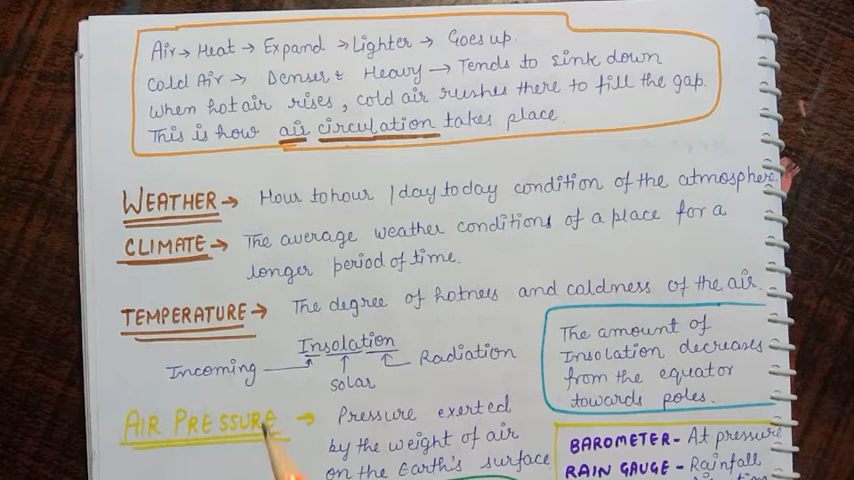 Air → Heat → Expand → Lighter → Goes up.
Cold Air → Denser & Heavy → Tends to sink down
When hot air rises, cold air rushes there to fill the gap.
This is how air circulation takes place.
WEATHER → Hour to hour / day to day condition of the atmosphere
CLIMATE → The average weather conditions of a place for a
longer period of time.
TEMPERATURE → The degree of hotness and coldness of the air.
Insolation
Incoming → Radiation
solar
The amount of
Insolation decreases
from the equator
towards poles.
AIR PRESSURE → Pressure exerted
by the weight of air
on the Earth's surface
BAROMETER - At pressure
RAIN GAUGE - Rainfall